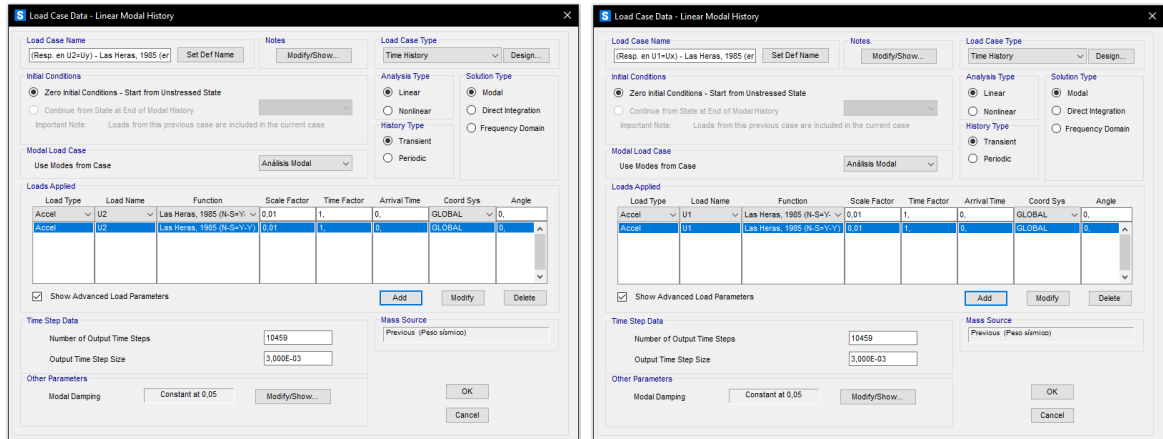 Load Case Data - Linear Modal History
Load Case Name
(Resp. en U2=Uy) - Las Heras, 1985 (er
Set Def Name
Notes
Modify/Show...
Load Case Type
Time History
Design...
Initial Conditions
Zero Initial Conditions - Start from Unstressed State
Continue from State at End of Modal History
Important Note: Loads from this previous case are included in the current case
Analysis Type
Linear
Nonlinear
Solution Type
Modal
Direct Integration
Frequency Domain
History Type
Transient
Periodic
Modal Load Case
Use Modes from Case
Análisis Modal
Loads Applied
Load Type Load Name Function Scale Factor Time Factor Arrival Time Coord Sys Angle
Accel U2 Las Heras, 1985 (N-S=Y- 0,01 1, 0, GLOBAL 0,
Accel U2 Las Heras, 1985 (N-S=Y-Y) 0,01 1, 0, GLOBAL 0,
Show Advanced Load Parameters
Add
Modify
Delete
Time Step Data
Number of Output Time Steps 10459
Output Time Step Size 3,000E-03
Mass Source
Previous (Peso sísmico)
Other Parameters
Modal Damping Constant at 0,05 Modify/Show...
OK
Cancel
Load Case Data - Linear Modal History
Load Case Name
(Resp. en U1=Ux) - Las Heras, 1985 (er
Set Def Name
Notes
Modify/Show...
Load Case Type
Time History
Design...
Initial Conditions
Zero Initial Conditions - Start from Unstressed State
Continue from State at End of Modal History
Important Note: Loads from this previous case are included in the current case
Analysis Type
Linear
Nonlinear
Solution Type
Modal
Direct Integration
Frequency Domain
History Type
Transient
Periodic
Modal Load Case
Use Modes from Case
Análisis Modal
Loads Applied
Load Type Load Name Function Scale Factor Time Factor Arrival Time Coord Sys Angle
Accel U1 Las Heras, 1985 (N-S=Y- 0,01 1, 0, GLOBAL 0,
Accel U1 Las Heras, 1985 (N-S=Y-Y) 0,01 1, 0, GLOBAL 0,
Show Advanced Load Parameters
Add
Modify
Delete
Time Step Data
Number of Output Time Steps 10459
Output Time Step Size 3,000E-03
Mass Source
Previous (Peso sísmico)
Other Parameters
Modal Damping Constant at 0,05 Modify/Show...
OK
Cancel